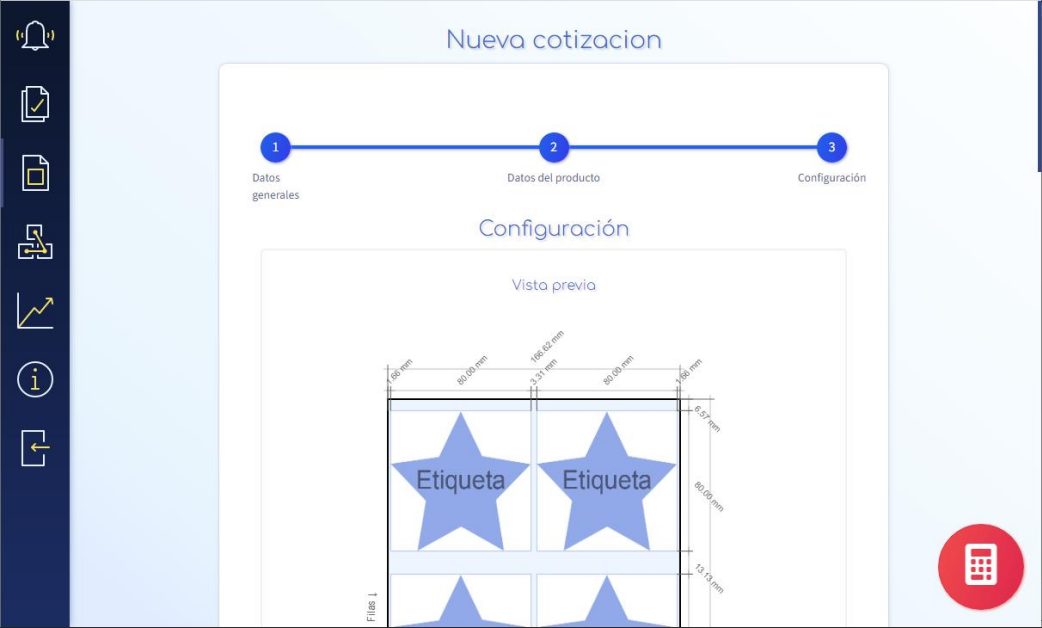 Nueva cotizacion
1
2
3
Datos
generales
Datos del producto
Configuración
Configuración
Vista previa
166.62 mm
1.66 mm
80.00 mm
3.31 mm
80.00 mm
1.66 mm
6.57 mm
Etiqueta
Etiqueta
80.00 mm
13.13 mm
Filas ↓